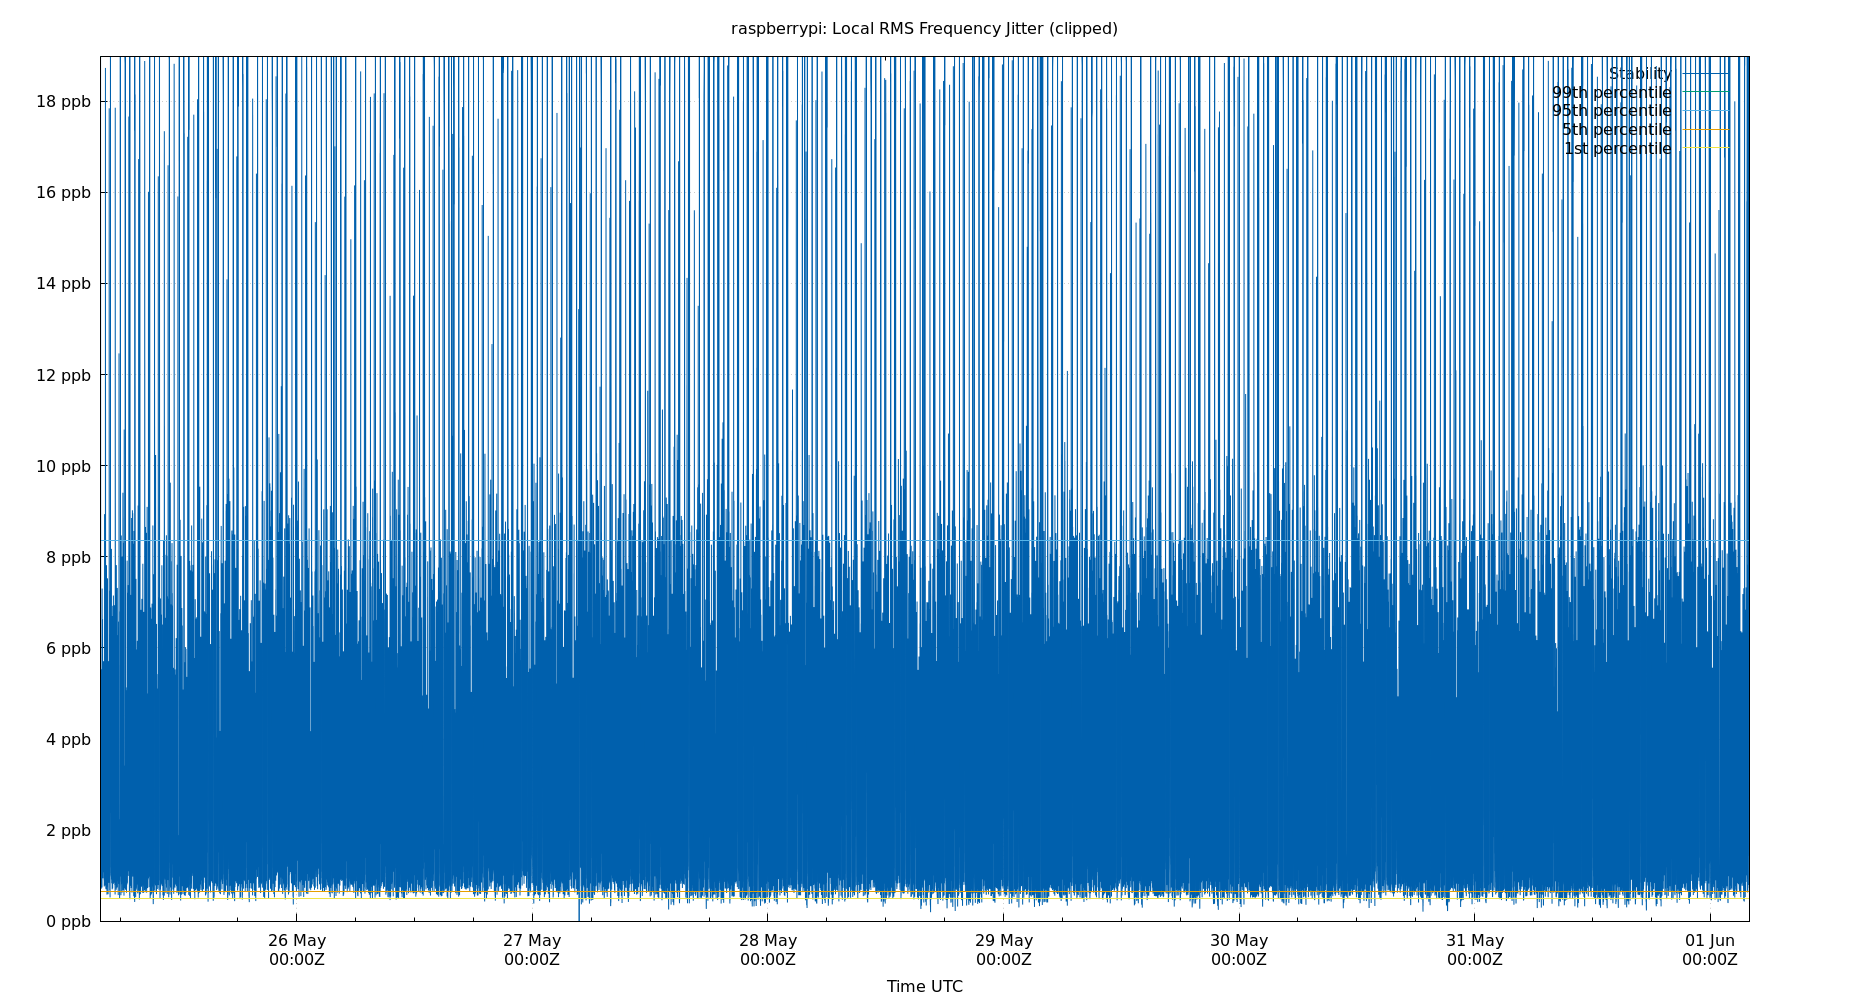 raspberrypi: Local RMS Frequency Jitter (clipped)
Stability
99th percentile
95th percentile
5th percentile
1st percentile
18 ppb
16 ppb
14 ppb
12 ppb
10 ppb
8 ppb
6 ppb
4 ppb
2 ppb
0 ppb
26 May 27 May 28 May 29 May 30 May 31 May 01 Jun
00:00Z 00:00Z 00:00Z 00:00Z 00:00Z 00:00Z 00:00Z
Time UTC